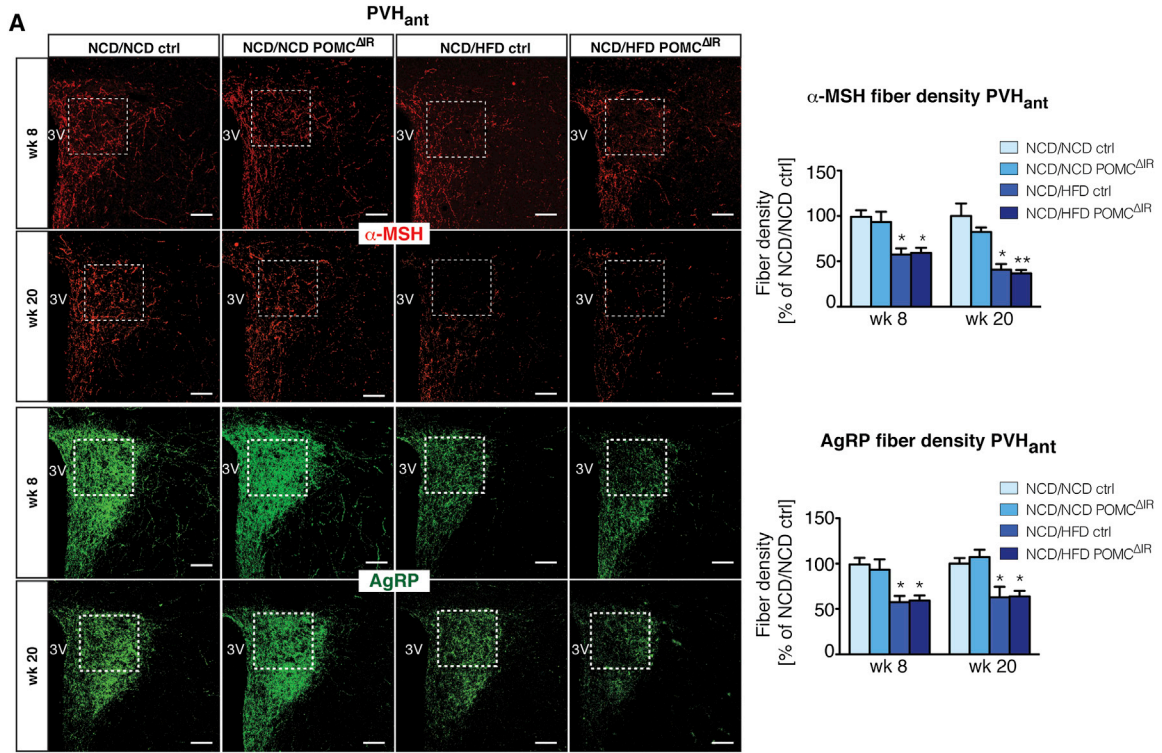 A
PVHant
NCD/NCD ctrl
NCD/NCD POMCΔIR
NCD/HFD ctrl
NCD/HFD POMCΔIR
wk 8
3V
3V
3V
3V
α-MSH
wk 20
3V
3V
3V
3V
wk 8
3V
3V
3V
3V
AgRP
wk 20
3V
3V
3V
3V
α-MSH fiber density PVHant
NCD/NCD ctrl
NCD/NCD POMCΔIR
NCD/HFD ctrl
NCD/HFD POMCΔIR
Fiber density
[% of NCD/NCD ctrl]
150
100
50
0
* * * **
wk 8 wk 20
AgRP fiber density PVHant
NCD/NCD ctrl
NCD/NCD POMCΔIR
NCD/HFD ctrl
NCD/HFD POMCΔIR
Fiber density
[% of NCD/NCD ctrl]
150
100
50
0
* * * *
wk 8 wk 20